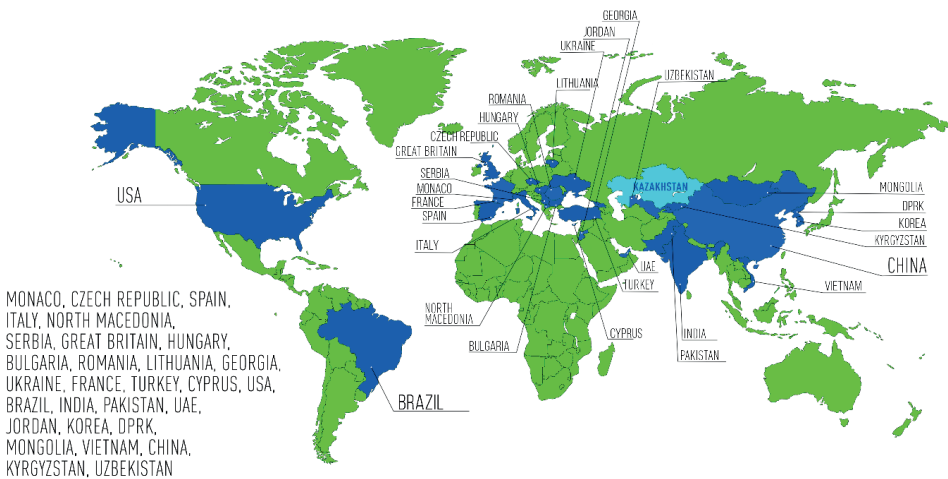 GEORGIA
JORDAN
UKRAINE
LITHUANIA
UZBEKISTAN
ROMANIA
HUNGARY
CZECH REPUBLIC
GREAT BRITAIN
SERBIA
MONACO
FRANCE
SPAIN
ITALY
USA
KAZAKHSTAN
MONGOLIA
DPRK
KOREA
KYRGYZSTAN
CHINA
VIETNAM
UAE
TURKEY
NORTH
MACEDONIA
BULGARIA
CYPRUS
INDIA
PAKISTAN
BRAZIL
MONACO, CZECH REPUBLIC, SPAIN,
ITALY, NORTH MACEDONIA,
SERBIA, GREAT BRITAIN, HUNGARY,
BULGARIA, ROMANIA, LITHUANIA, GEORGIA,
UKRAINE, FRANCE, TURKEY, CYPRUS, USA,
BRAZIL, INDIA, PAKISTAN, UAE,
JORDAN, KOREA, DPRK,
MONGOLIA, VIETNAM, CHINA,
KYRGYZSTAN, UZBEKISTAN